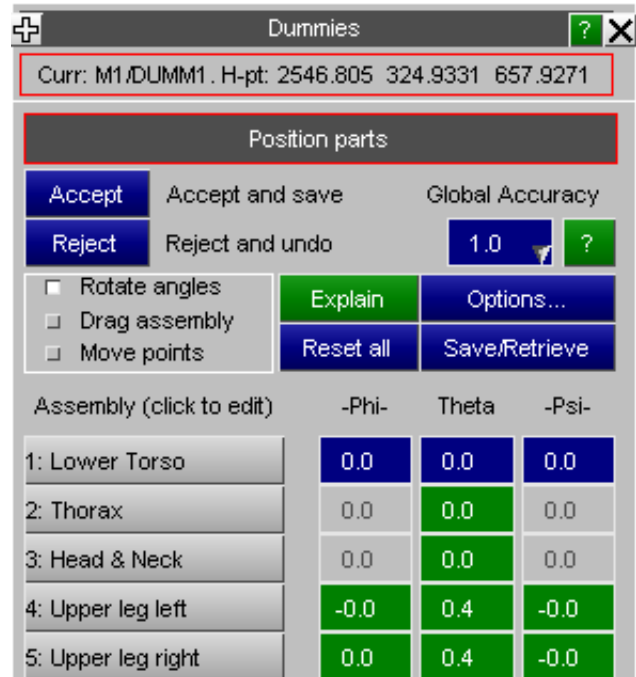 Dummies ?
Curr: M1/DUMM1. H-pt: 2546.805 324.9331 657.9271
Position parts
Accept Accept and save Global Accuracy
Reject Reject and undo 1.0 ?
Rotate angles
Drag assembly
Move points
Explain Options...
Reset all Save/Retrieve
Assembly (click to edit) -Phi- Theta -Psi-
1: Lower Torso 0.0 0.0 0.0
2: Thorax 0.0 0.0 0.0
3: Head & Neck 0.0 0.0 0.0
4: Upper leg left -0.0 0.4 -0.0
5: Upper leg right 0.0 0.4 -0.0